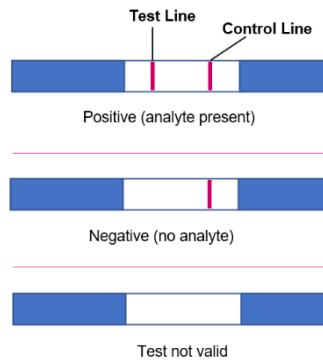 Test Line
Control Line
Positive (analyte present)
Negative (no analyte)
Test not valid